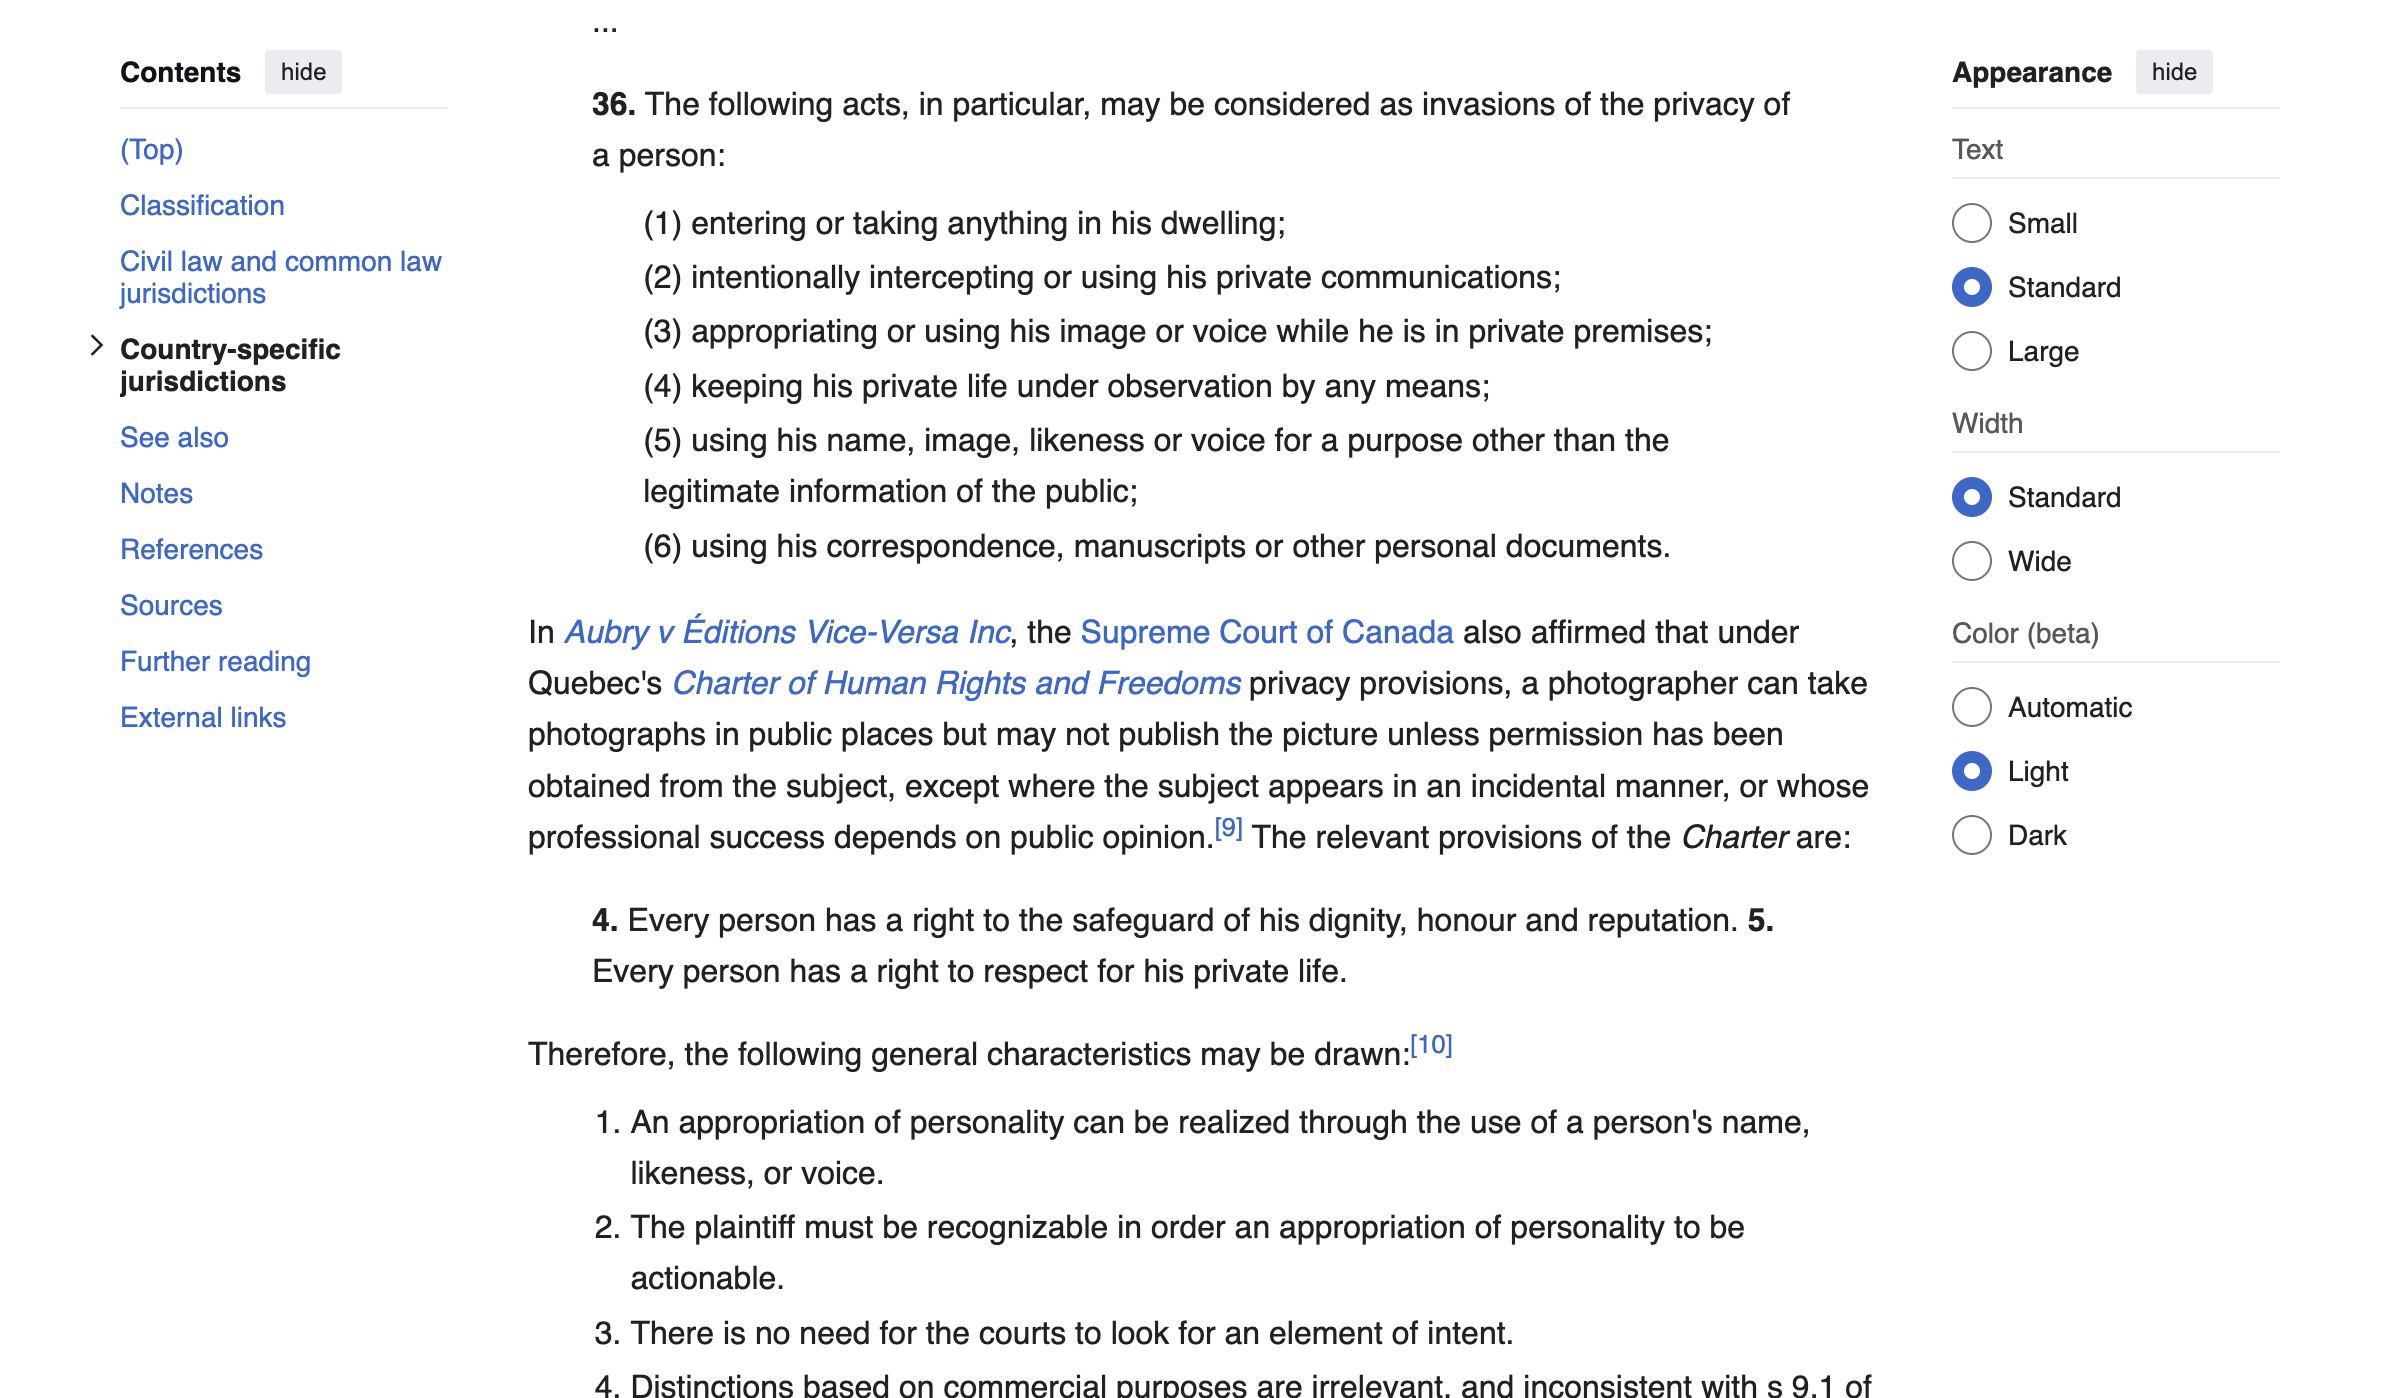 ...
Contents hide
(Top)
Classification
Civil law and common law
jurisdictions
Country-specific
jurisdictions
See also
Notes
References
Sources
Further reading
External links
36. The following acts, in particular, may be considered as invasions of the privacy of
a person:
(1) entering or taking anything in his dwelling;
(2) intentionally intercepting or using his private communications;
(3) appropriating or using his image or voice while he is in private premises;
(4) keeping his private life under observation by any means;
(5) using his name, image, likeness or voice for a purpose other than the
legitimate information of the public;
(6) using his correspondence, manuscripts or other personal documents.
In Aubry v Éditions Vice-Versa Inc, the Supreme Court of Canada also affirmed that under
Quebec's Charter of Human Rights and Freedoms privacy provisions, a photographer can take
photographs in public places but may not publish the picture unless permission has been
obtained from the subject, except where the subject appears in an incidental manner, or whose
professional success depends on public opinion.[9] The relevant provisions of the Charter are:
4. Every person has a right to the safeguard of his dignity, honour and reputation. 5.
Every person has a right to respect for his private life.
Therefore, the following general characteristics may be drawn:[10]
1. An appropriation of personality can be realized through the use of a person's name,
likeness, or voice.
2. The plaintiff must be recognizable in order an appropriation of personality to be
actionable.
3. There is no need for the courts to look for an element of intent.
4. Distinctions based on commercial purposes are irrelevant, and inconsistent with s 9.1 of
Appearance hide
Text
Small
Standard
Large
Width
Standard
Wide
Color (beta)
Automatic
Light
Dark